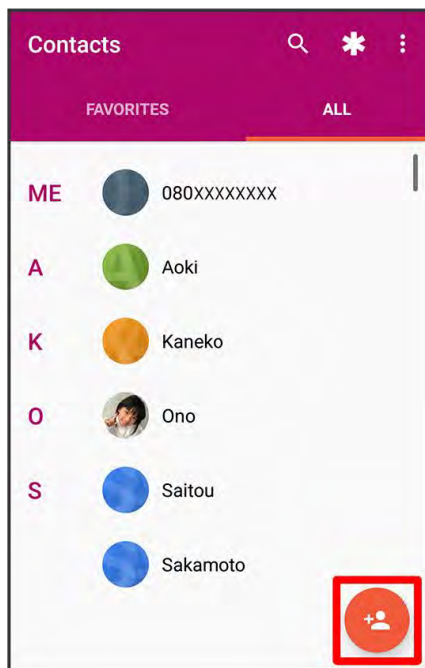 Contacts
FAVORITES ALL
ME 080XXXXXXXX
A Aoki
K Kaneko
O Ono
S Saitou
Sakamoto